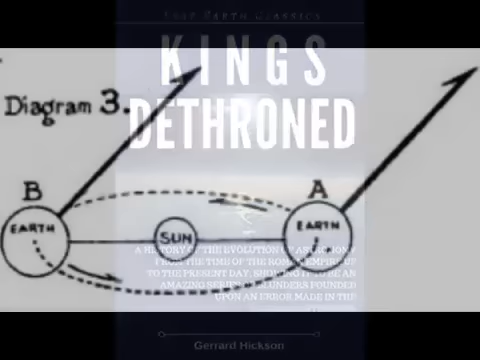 FLAT EARTH CLASSICS
KINGS
Diagram 3.
DETHRONED
B
A
EARTH
SUN
EARTH
A HISTORY OF THE EVOLUTION OF ASTRONOMY
FROM THE TIME OF THE ROMAN EMPIRE UP
TO THE PRESENT DAY; SHOWING IT TO BE AN
AMAZING SERIES OF BLUNDERS FOUNDED
UPON AN ERROR MADE IN THE
Gerrard Hickson